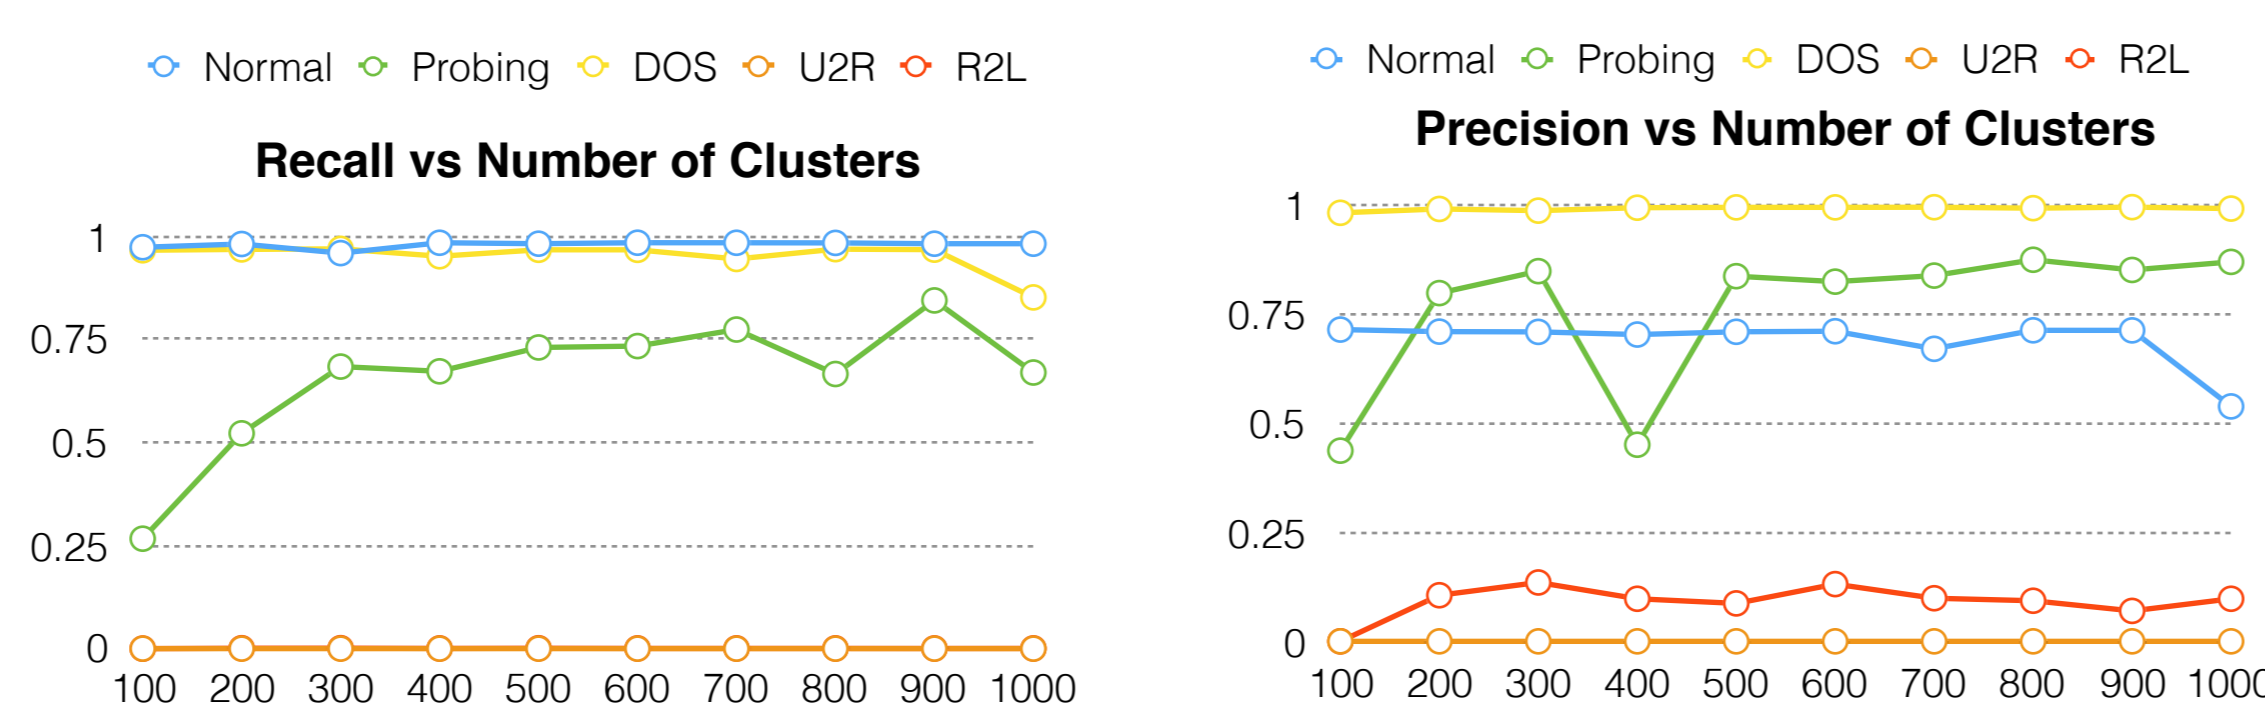 Normal Probing DOS U2R R2L
Recall vs Number of Clusters
1
0.75
0.5
0.25
0
100 200 300 400 500 600 700 800 900 1000
Normal Probing DOS U2R R2L
Precision vs Number of Clusters
1
0.75
0.5
0.25
0
100 200 300 400 500 600 700 800 900 1000